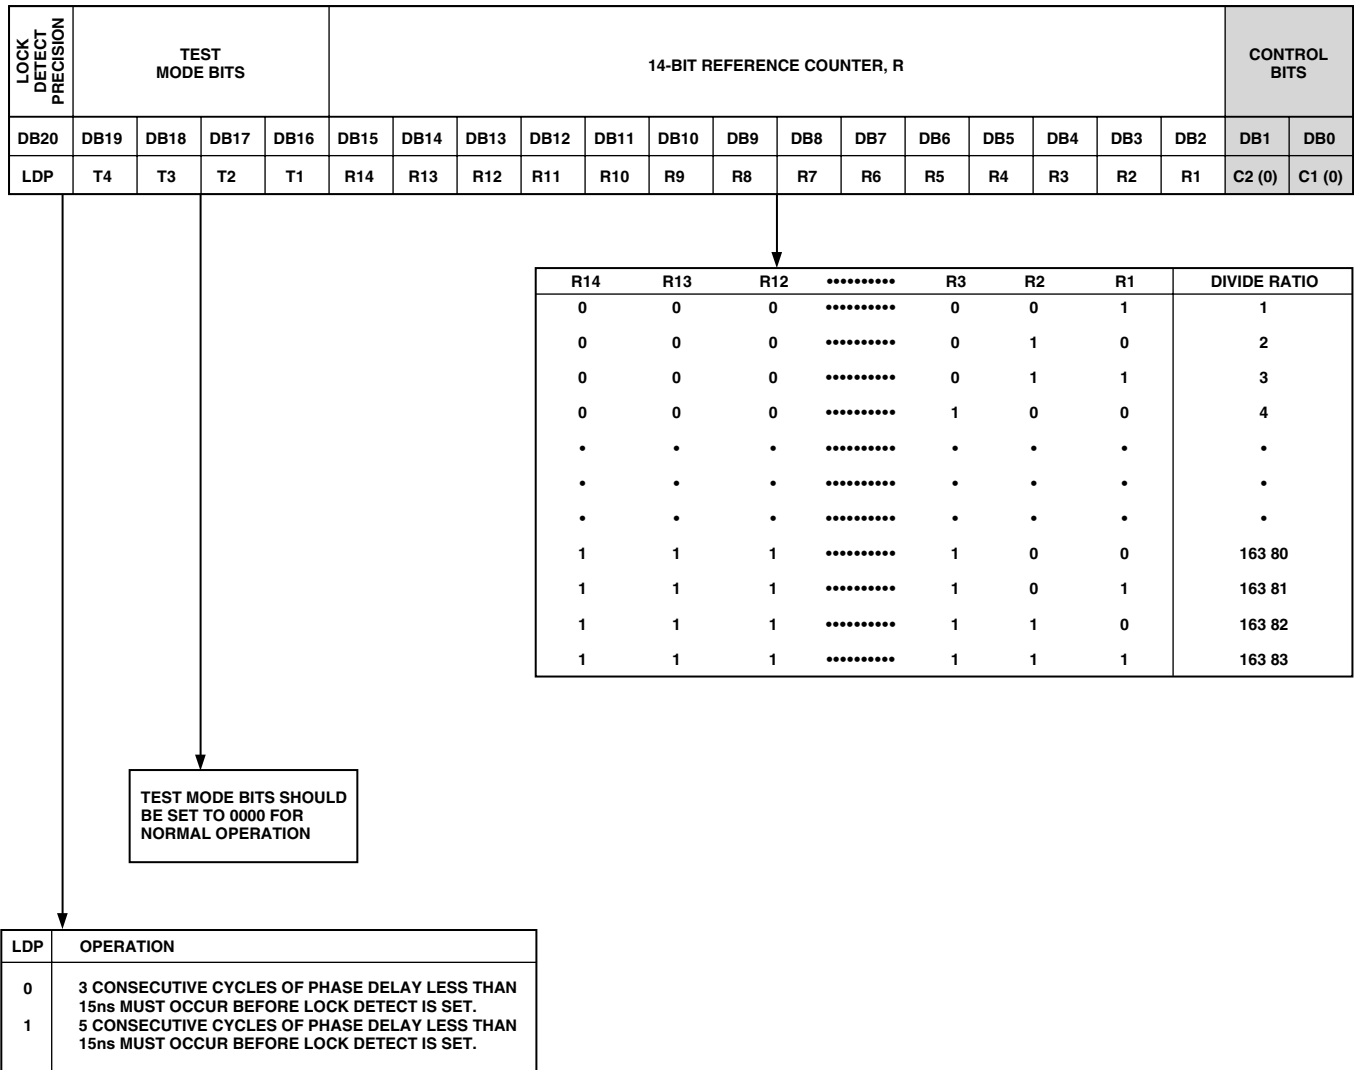 LOCK
DETECT
PRECISION
TEST
MODE BITS
14-BIT REFERENCE COUNTER, R
CONTROL
BITS
DB20 DB19 DB18 DB17 DB16 DB15 DB14 DB13 DB12 DB11 DB10 DB9 DB8 DB7 DB6 DB5 DB4 DB3 DB2 DB1 DB0
LDP T4 T3 T2 T1 R14 R13 R12 R11 R10 R9 R8 R7 R6 R5 R4 R3 R2 R1 C2 (0) C1 (0)
R14 R13 R12 •••••••••• R3 R2 R1 DIVIDE RATIO
0 0 0 •••••••••• 0 0 1 1
0 0 0 •••••••••• 0 1 0 2
0 0 0 •••••••••• 0 1 1 3
0 0 0 •••••••••• 1 0 0 4
• • • •••••••••• • • • •
• • • •••••••••• • • • •
• • • •••••••••• • • • •
1 1 1 •••••••••• 1 0 0 163 80
1 1 1 •••••••••• 1 0 1 163 81
1 1 1 •••••••••• 1 1 0 163 82
1 1 1 •••••••••• 1 1 1 163 83
TEST MODE BITS SHOULD
BE SET TO 0000 FOR
NORMAL OPERATION
LDP OPERATION
0 3 CONSECUTIVE CYCLES OF PHASE DELAY LESS THAN
15ns MUST OCCUR BEFORE LOCK DETECT IS SET.
1 5 CONSECUTIVE CYCLES OF PHASE DELAY LESS THAN
15ns MUST OCCUR BEFORE LOCK DETECT IS SET.